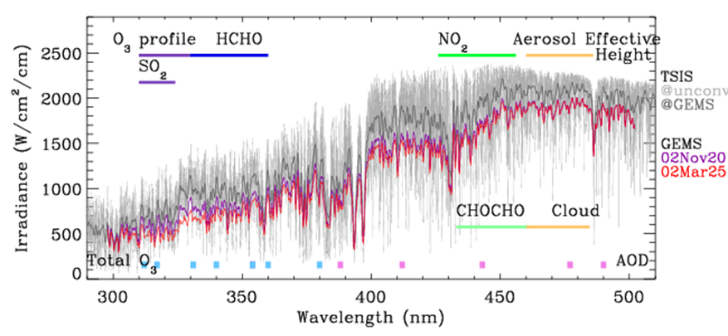 O3 profile HCHO NO2 Aerosol Effective
Height
SO2
2500
2000
1500
1000
500
0
Irradiance (W/cm²/cm)
TSIS
@unconv
@GEMS
GEMS
02Nov20
02Mar25
CHOCHO Cloud
Total O3 AOD
300 350 400 450 500
Wavelength (nm)